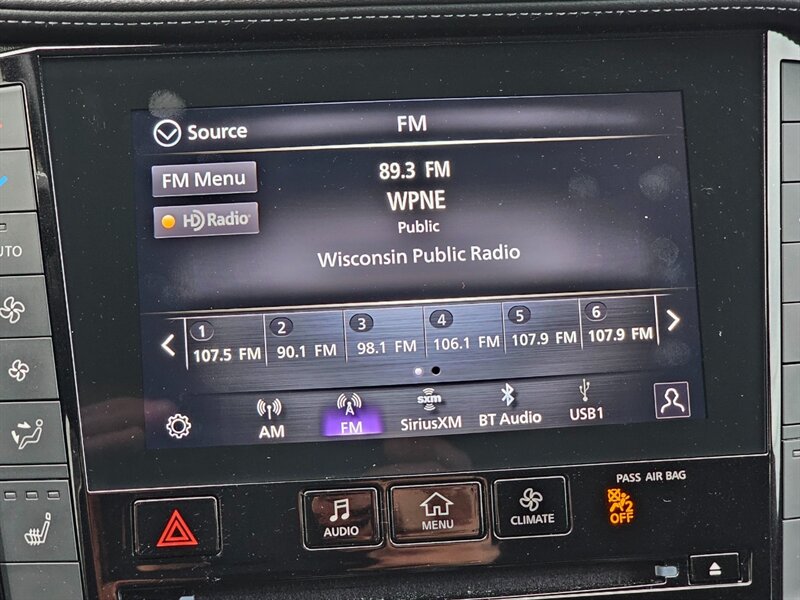 Source
FM
FM Menu
HD Radio
89.3 FM
WPNE
Public
Wisconsin Public Radio
1
107.5 FM
2
90.1 FM
3
98.1 FM
4
106.1 FM
5
107.9 FM
6
107.9 FM
AM
FM
sxm
SiriusXM
BT Audio
USB1
UTO
PASS AIR BAG
2
OFF
AUDIO
MENU
CLIMATE